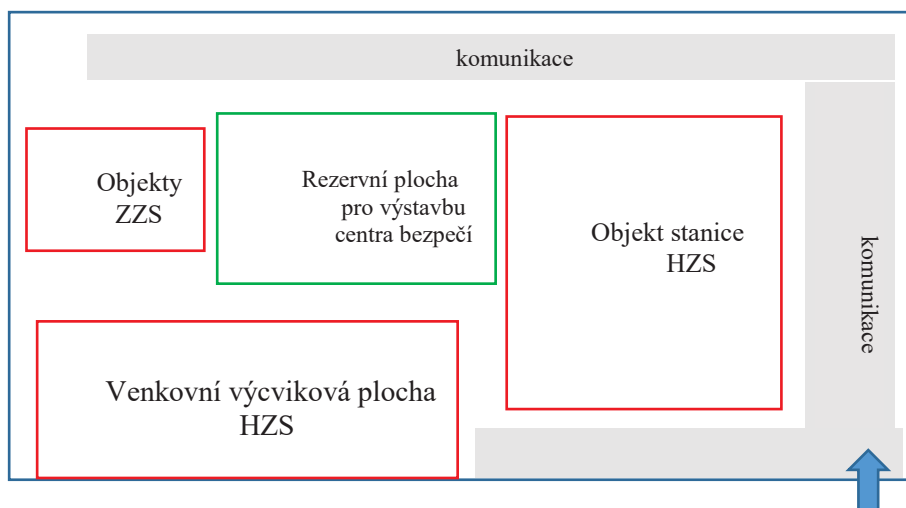 komunikace
Objekty
ZZS
Rezervní plocha
pro výstavbu
centra bezpečí
Objekt stanice
HZS
komunikace
Venkovní výcviková plocha
HZS